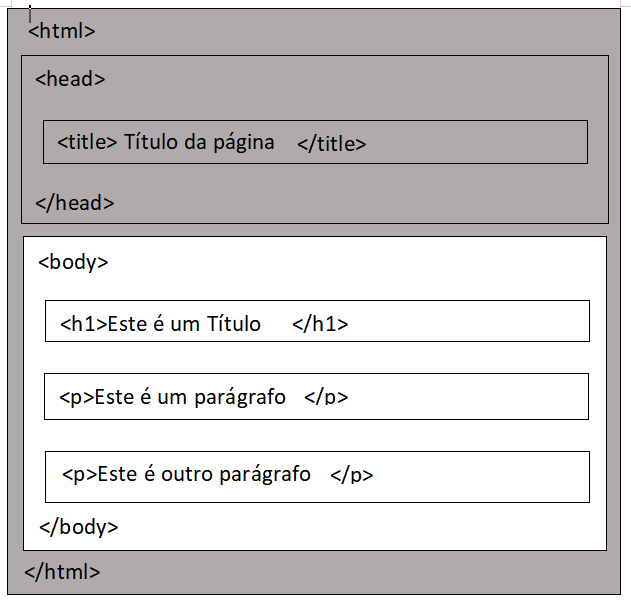 <html>
<head>
<title> Título da página </title>
</head>
<body>
<h1>Este é um Título </h1>
<p>Este é um parágrafo </p>
<p>Este é outro parágrafo </p>
</body>
</html>